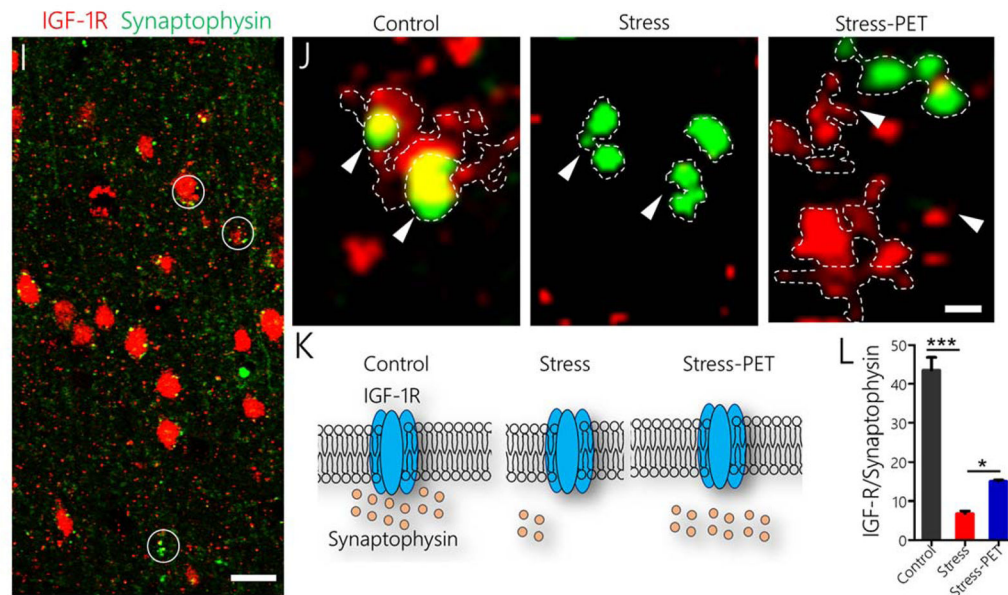 IGF-1R Synaptophysin
I
J
Control
Stress
Stress-PET
K
Control
IGF-1R
Synaptophysin
Stress
Stress-PET
L
IGF-R/Synaptophysin
50
40
30
20
10
0
***
*
Control
Stress
Stress-PET